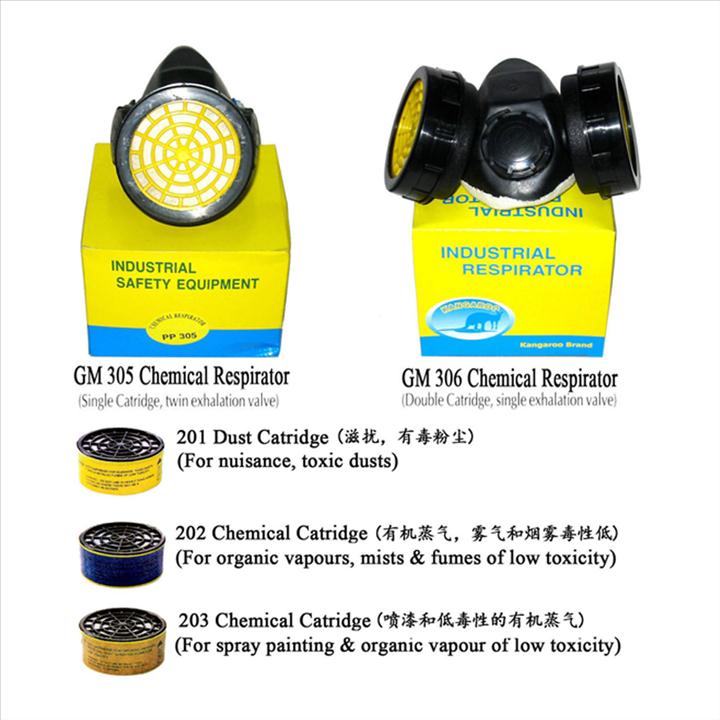 INDUSTRIAL
SAFETY EQUIPMENT
CHEMICAL RESPIRATOR
PP 305
INDUSTRIAL
INDUSTRIAL
RESPIRATOR
KANGAROO
Kangaroo Brand
GM 305 Chemical Respirator
(Single Catridge, twin exhalation valve)
GM 306 Chemical Respirator
(Double Catridge, single exhalation valve)
201 Dust Catridge (滋扰，有毒粉尘)
(For nuisance, toxic dusts)
202 Chemical Catridge (有机蒸气，雾气和烟雾毒性低)
(For organic vapours, mists & fumes of low toxicity)
203 Chemical Catridge (喷漆和低毒性的有机蒸气)
(For spray painting & organic vapour of low toxicity)